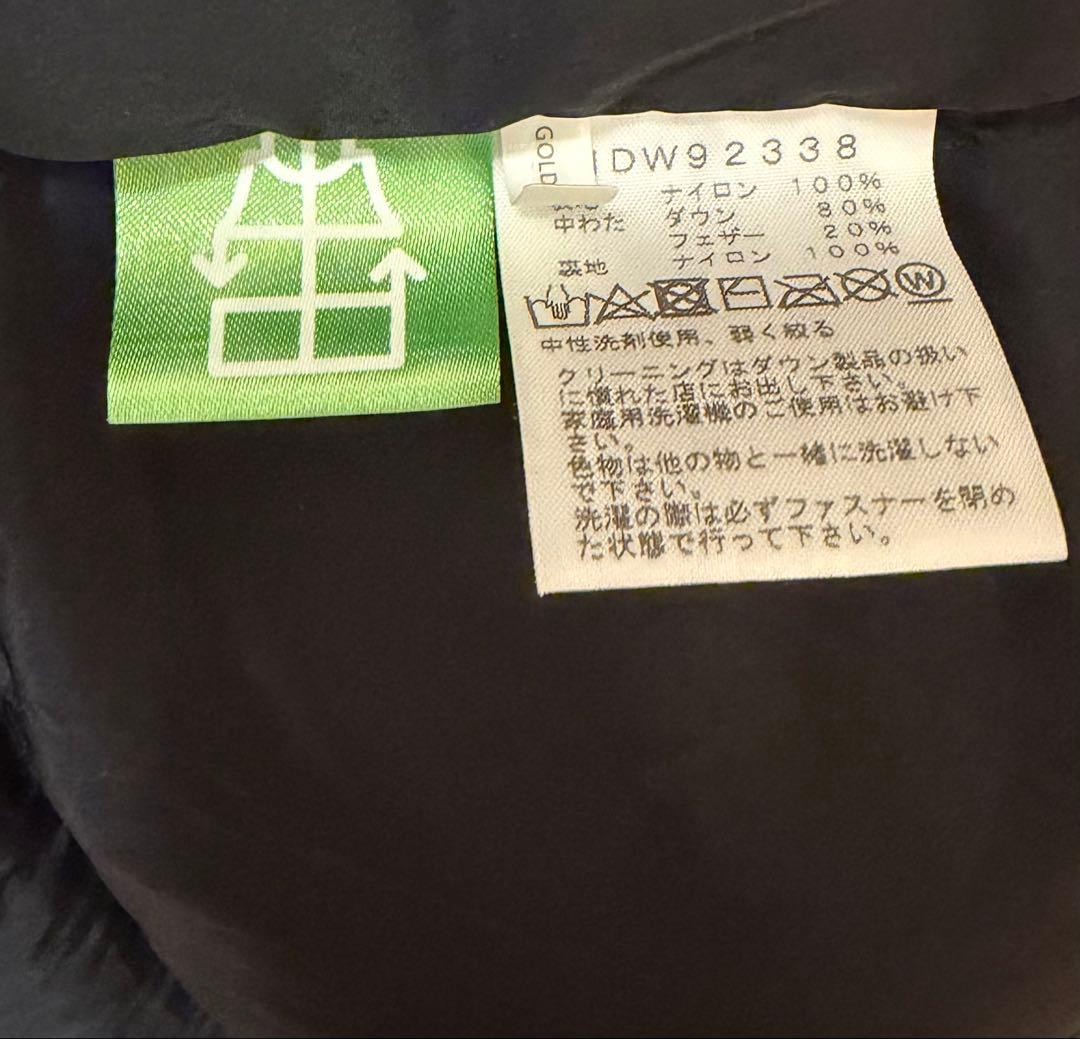 GOLD
DW92338
ナイロン 100%
中わた ダウン 80%
フェザー 20%
裏地 ナイロン 100%
W
中性洗剤使用、弱く絞る
クリーニングはダウン製品の扱い
に慣れた店にお出し下さい。
家庭用洗濯機のご使用はお避け下
さい。
色物は他の物と一緒に洗濯しない
で下さい。
洗濯の際は必ずファスナーを閉め
た状態で行って下さい。